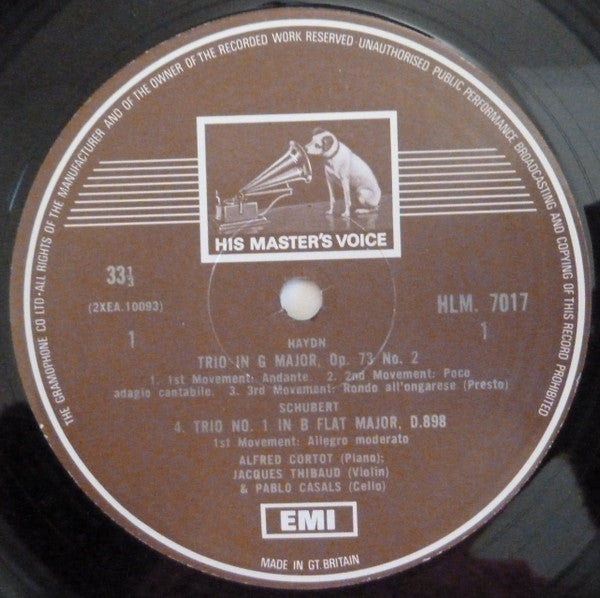 THE GRAMOPHONE CO LTD·ALL RIGHTS OF THE MANUFACTURER AND OF THE OWNER OF THE RECORDED WORK RESERVED·UNAUTHORISED PUBLIC PERFORMANCE BROADCASTING AND COPYING OF THIS RECORD PROHIBITED
HIS MASTER'S VOICE
33⅓
(2XEA.10093)
1
HLM. 7017
1
HAYDN
TRIO IN G MAJOR, Op. 73 No. 2
1. 1st Movement: Andante. 2. 2nd Movement: Poco
adagio cantabile. 3. 3rd Movement: Rondo all'ongarese (Presto)
SCHUBERT
4. TRIO NO. 1 IN B FLAT MAJOR, D.898
1st Movement: Allegro moderato
ALFRED CORTOT (Piano);
JACQUES THIBAUD (Violin)
& PABLO CASALS (Cello)
EMI
MADE IN GT. BRITAIN